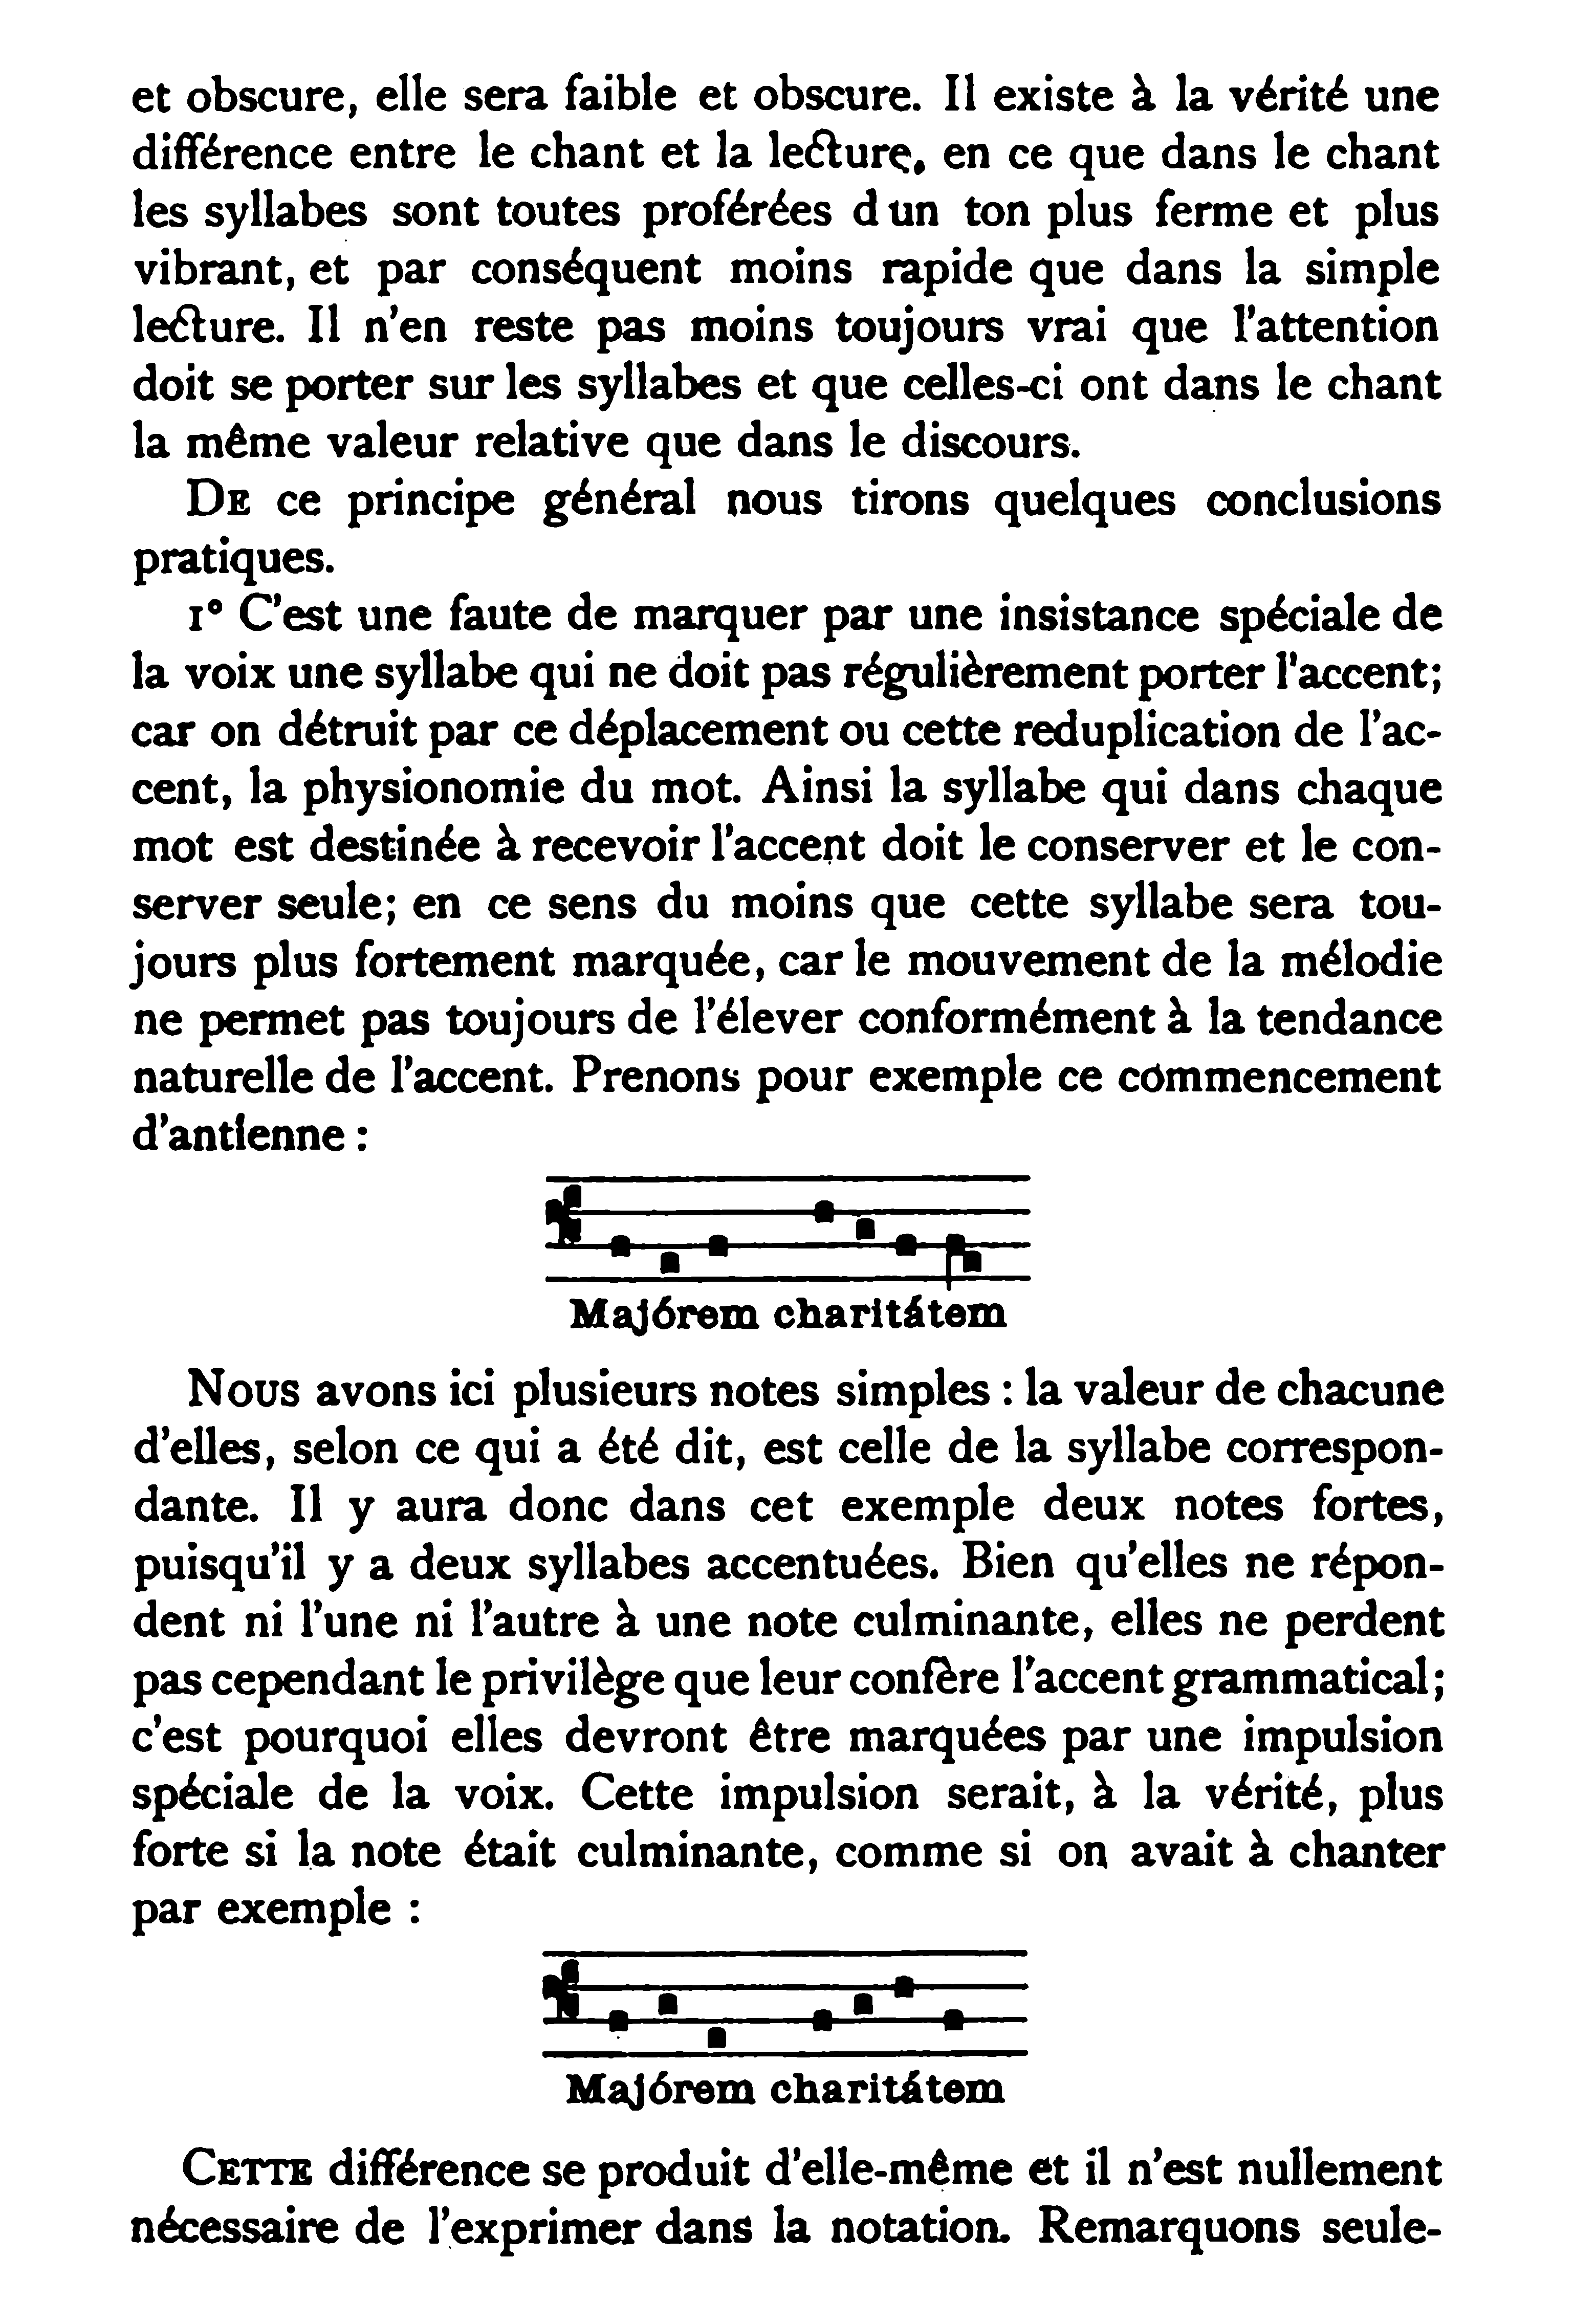 et obscure, elle sera faible et obscure. Il existe à la vérité une
différence entre le chant et la lecture, en ce que dans le chant
les syllabes sont toutes proférées d un ton plus ferme et plus
vibrant, et par conséquent moins rapide que dans la simple
lecture. Il n'en reste pas moins toujours vrai que l'attention
doit se porter sur les syllabes et que celles-ci ont dans le chant
la même valeur relative que dans le discours.
DE ce principe général nous tirons quelques conclusions
pratiques.
1° C'est une faute de marquer par une insistance spéciale de
la voix une syllabe qui ne doit pas régulièrement porter l'accent;
car on détruit par ce déplacement ou cette reduplication de l'ac-
cent, la physionomie du mot. Ainsi la syllabe qui dans chaque
mot est destinée à recevoir l'accent doit le conserver et le con-
server seule; en ce sens du moins que cette syllabe sera tou-
jours plus fortement marquée, car le mouvement de la mélodie
ne permet pas toujours de l'élever conformément à la tendance
naturelle de l'accent. Prenons pour exemple ce commencement
d'antienne :
Majórem charitátem
NOUS avons ici plusieurs notes simples : la valeur de chacune
d'elles, selon ce qui a été dit, est celle de la syllabe correspon-
dante. Il y aura donc dans cet exemple deux notes fortes,
puisqu'il y a deux syllabes accentuées. Bien qu'elles ne répon-
dent ni l'une ni l'autre à une note culminante, elles ne perdent
pas cependant le privilège que leur confère l'accent grammatical;
c'est pourquoi elles devront être marquées par une impulsion
spéciale de la voix. Cette impulsion serait, à la vérité, plus
forte si la note était culminante, comme si on avait à chanter
par exemple :
Majórem charitátem
CETTE différence se produit d'elle-même et il n'est nullement
nécessaire de l'exprimer dans la notation. Remarquons seule-